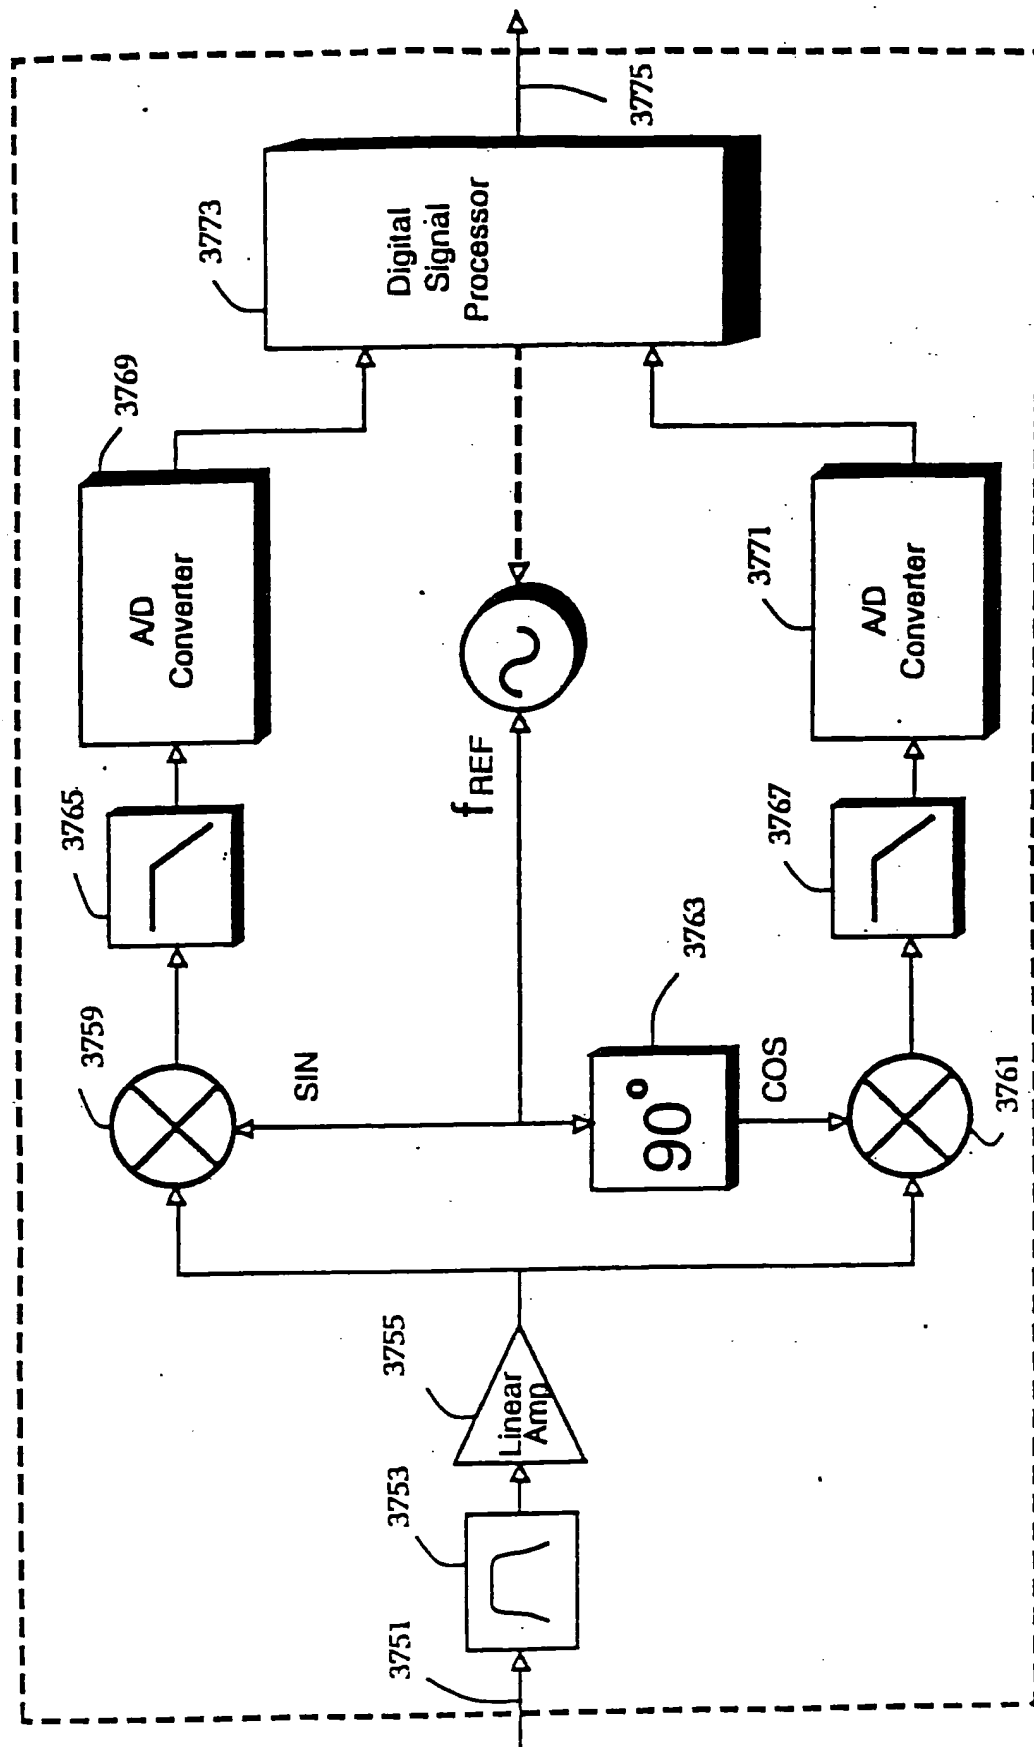 3751
3753
3755
Linear
Amp
3759
SIN
90°
3763
COS
3761
3765
fREF
3767
3769
A/D
Converter
3771
A/D
Converter
3773
Digital
Signal
Processor
3775